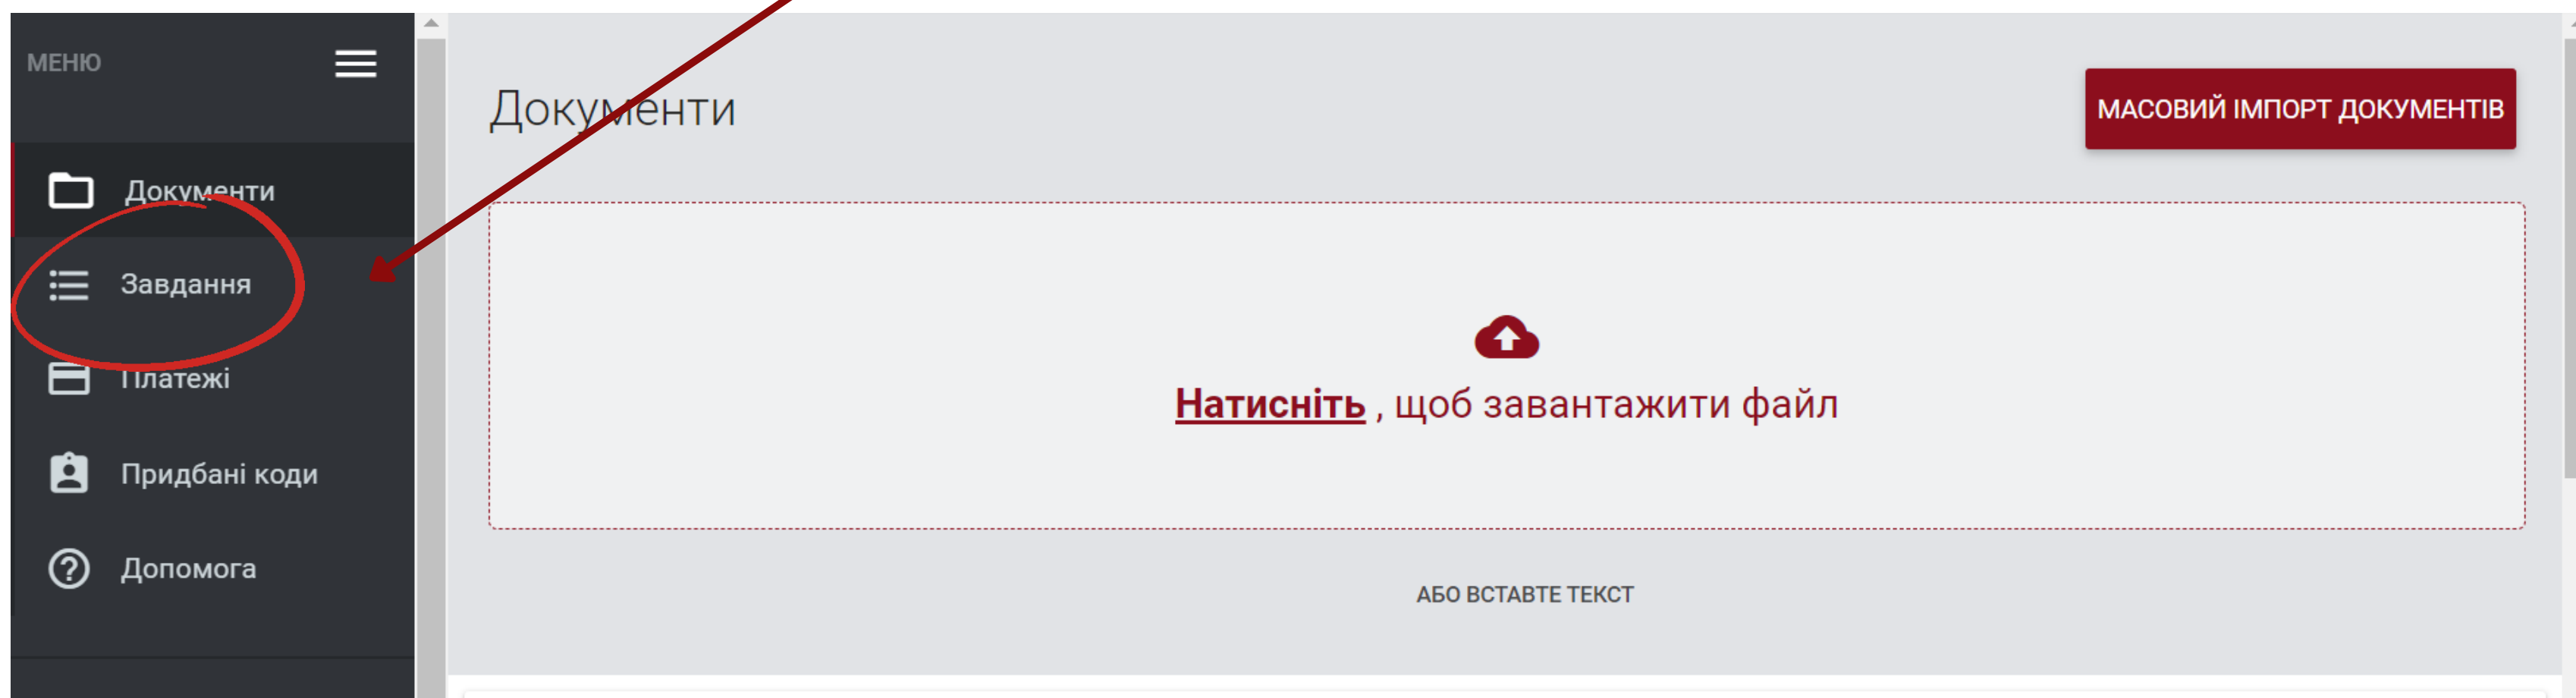 МЕНЮ
Документи
Завдання
Платежі
Придбані коди
Допомога
Документи
МАСОВИЙ ІМПОРТ ДОКУМЕНТІВ
Натисніть , щоб завантажити файл
АБО ВСТАВТЕ ТЕКСТ